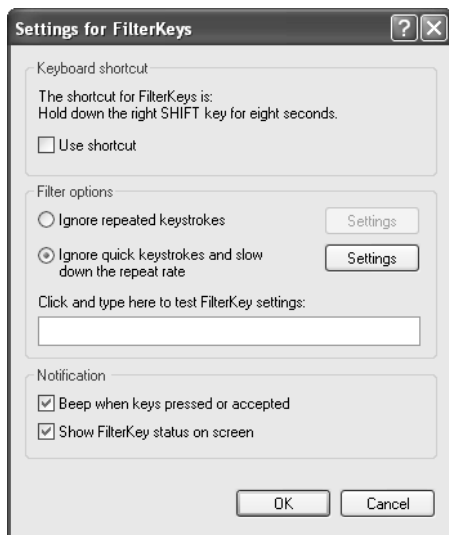 Settings for FilterKeys
?
Keyboard shortcut
The shortcut for FilterKeys is:
Hold down the right SHIFT key for eight seconds.
Use shortcut
Filter options
Ignore repeated keystrokes
Settings
Ignore quick keystrokes and slow
down the repeat rate
Settings
Click and type here to test FilterKey settings:
Notification
Beep when keys pressed or accepted
Show FilterKey status on screen
OK
Cancel